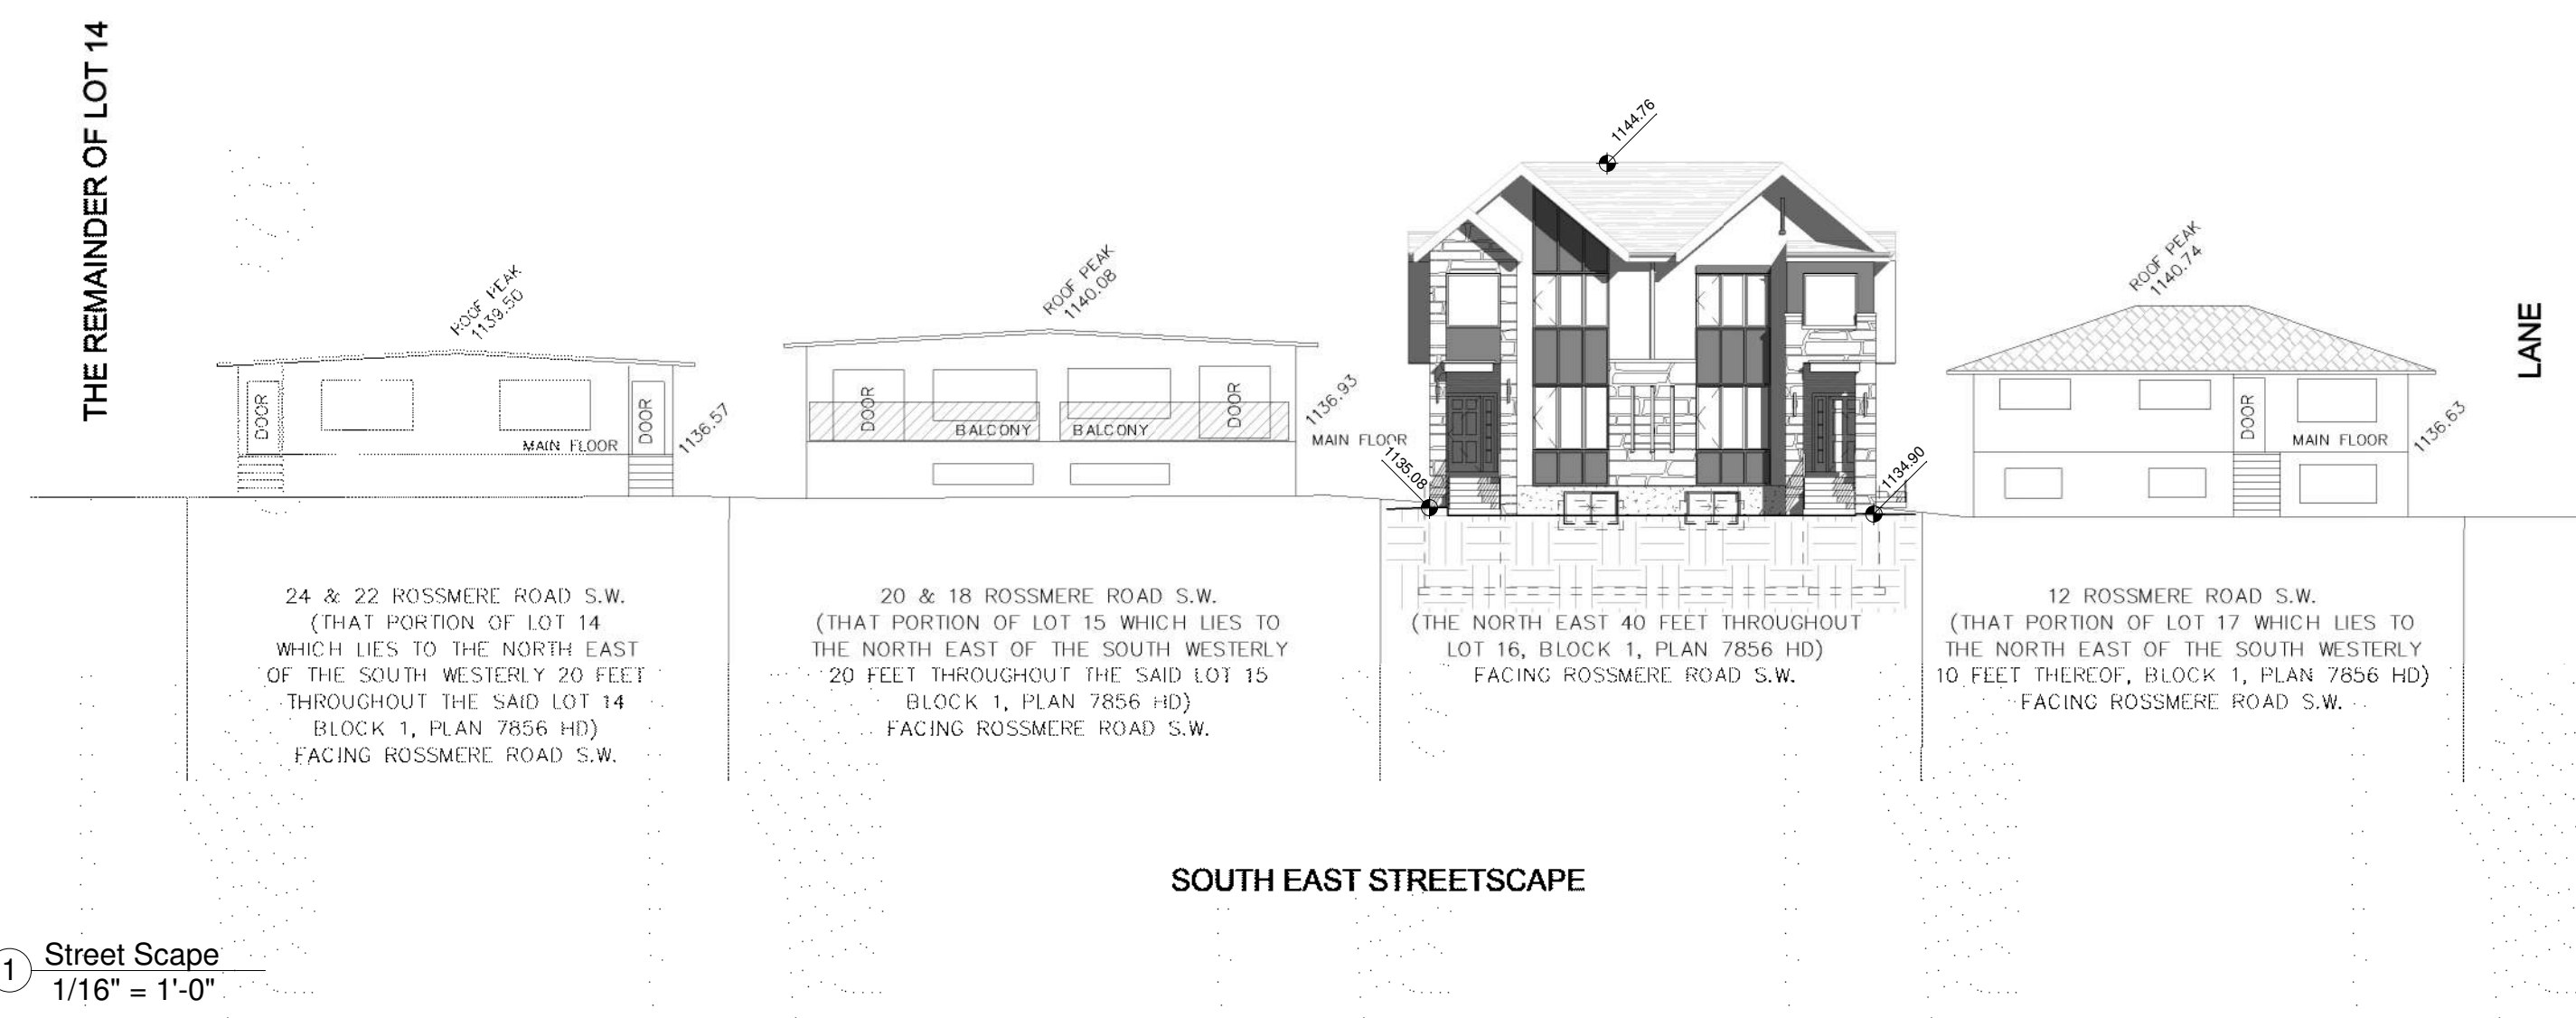 THE REMAINDER OF LOT 14
ROOF PEAK
1139.50
DOOR
MAIN FLOOR
DOOR
1136.57
ROOF PEAK
1140.08
DOOR
BALCONY
BALCONY
DOOR
1136.93
MAIN FLOOR
1144.76
1135.08
1134.90
ROOF PEAK
1140.74
DOOR
MAIN FLOOR
1136.63
LANE
24 & 22 ROSSMERE ROAD S.W.
(THAT PORTION OF LOT 14
WHICH LIES TO THE NORTH EAST
OF THE SOUTH WESTERLY 20 FEET
THROUGHOUT THE SAID LOT 14
BLOCK 1, PLAN 7856 HD)
FACING ROSSMERE ROAD S.W.
20 & 18 ROSSMERE ROAD S.W.
(THAT PORTION OF LOT 15 WHICH LIES TO
THE NORTH EAST OF THE SOUTH WESTERLY
20 FEET THROUGHOUT THE SAID LOT 15
BLOCK 1, PLAN 7856 HD)
FACING ROSSMERE ROAD S.W.
(THE NORTH EAST 40 FEET THROUGHOUT
LOT 16, BLOCK 1, PLAN 7856 HD)
FACING ROSSMERE ROAD S.W.
12 ROSSMERE ROAD S.W.
(THAT PORTION OF LOT 17 WHICH LIES TO
THE NORTH EAST OF THE SOUTH WESTERLY
10 FEET THEREOF, BLOCK 1, PLAN 7856 HD)
FACING ROSSMERE ROAD S.W.
SOUTH EAST STREETSCAPE
1
Street Scape
1/16" = 1'-0"